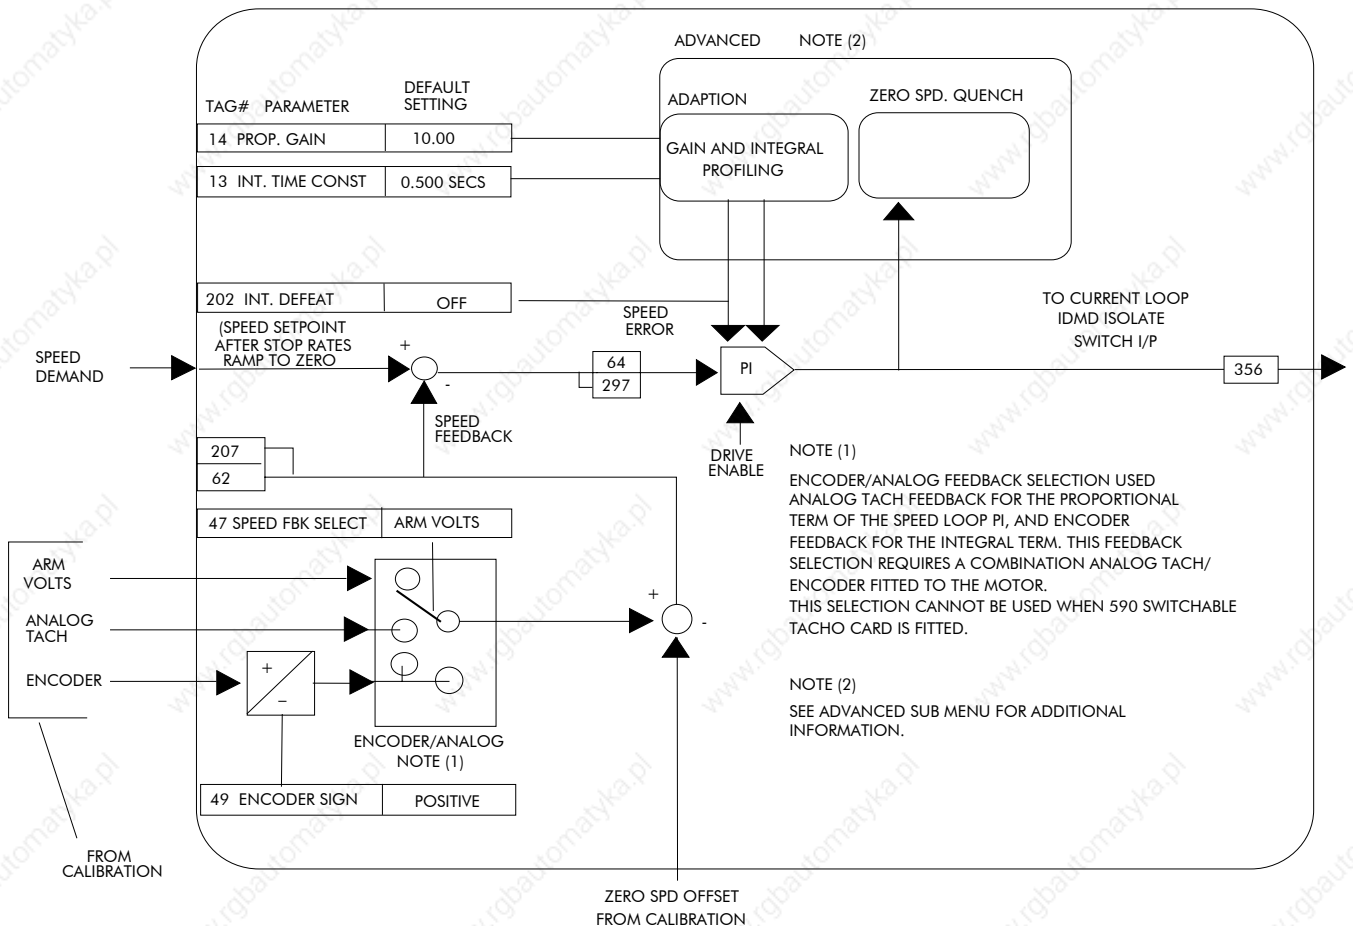 ADVANCED NOTE (2)
DEFAULT
SETTING
TAG# PARAMETER
ADAPTION
ZERO SPD. QUENCH
14 PROP. GAIN 10.00
GAIN AND INTEGRAL
PROFILING
13 INT. TIME CONST 0.500 SECS
202 INT. DEFEAT OFF
SPEED
ERROR
TO CURRENT LOOP
IDMD ISOLATE
SWITCH I/P
(SPEED SETPOINT
AFTER STOP RATES
RAMP TO ZERO
SPEED
DEMAND
+
-
64
297
PI
356
SPEED
FEEDBACK
DRIVE
ENABLE
207
62
NOTE (1)
ENCODER/ANALOG FEEDBACK SELECTION USED
ANALOG TACH FEEDBACK FOR THE PROPORTIONAL
TERM OF THE SPEED LOOP PI, AND ENCODER
FEEDBACK FOR THE INTEGRAL TERM. THIS FEEDBACK
SELECTION REQUIRES A COMBINATION ANALOG TACH/
ENCODER FITTED TO THE MOTOR.
THIS SELECTION CANNOT BE USED WHEN 590 SWITCHABLE
TACHO CARD IS FITTED.
47 SPEED FBK SELECT ARM VOLTS
ARM
VOLTS
ANALOG
TACH
ENCODER
+
-
+
-
NOTE (2)
SEE ADVANCED SUB MENU FOR ADDITIONAL
INFORMATION.
ENCODER/ANALOG
NOTE (1)
49 ENCODER SIGN POSITIVE
FROM
CALIBRATION
ZERO SPD OFFSET
FROM CALIBRATION
www.rgbautomatyka.pl